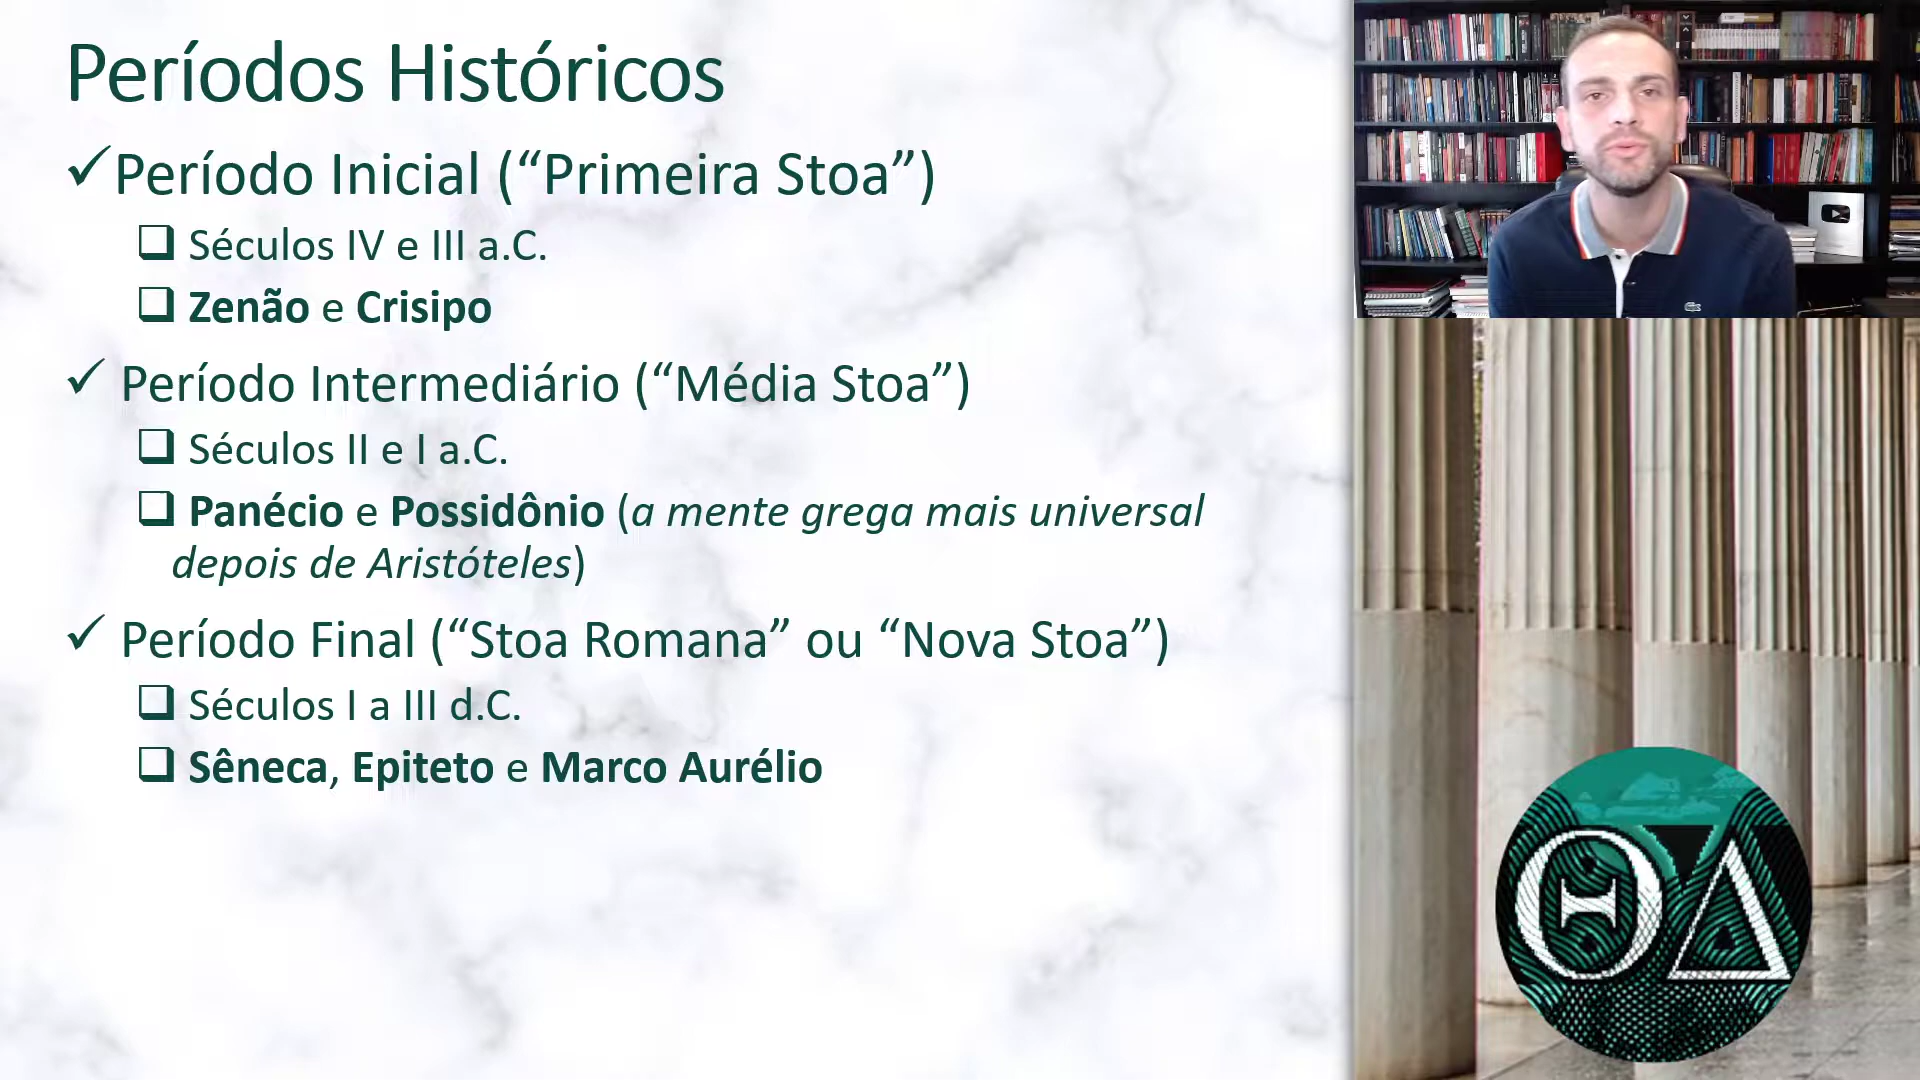 Períodos Históricos
Período Inicial (“Primeira Stoa”)
Séculos IV e III a.C.
Zenão e Crisipo
Período Intermediário (“Média Stoa”)
Séculos II e I a.C.
Panécio e Possidônio (a mente grega mais universal
depois de Aristóteles)
Período Final (“Stoa Romana” ou “Nova Stoa”)
Séculos I a III d.C.
Sêneca, Epiteto e Marco Aurélio
ΘΔ